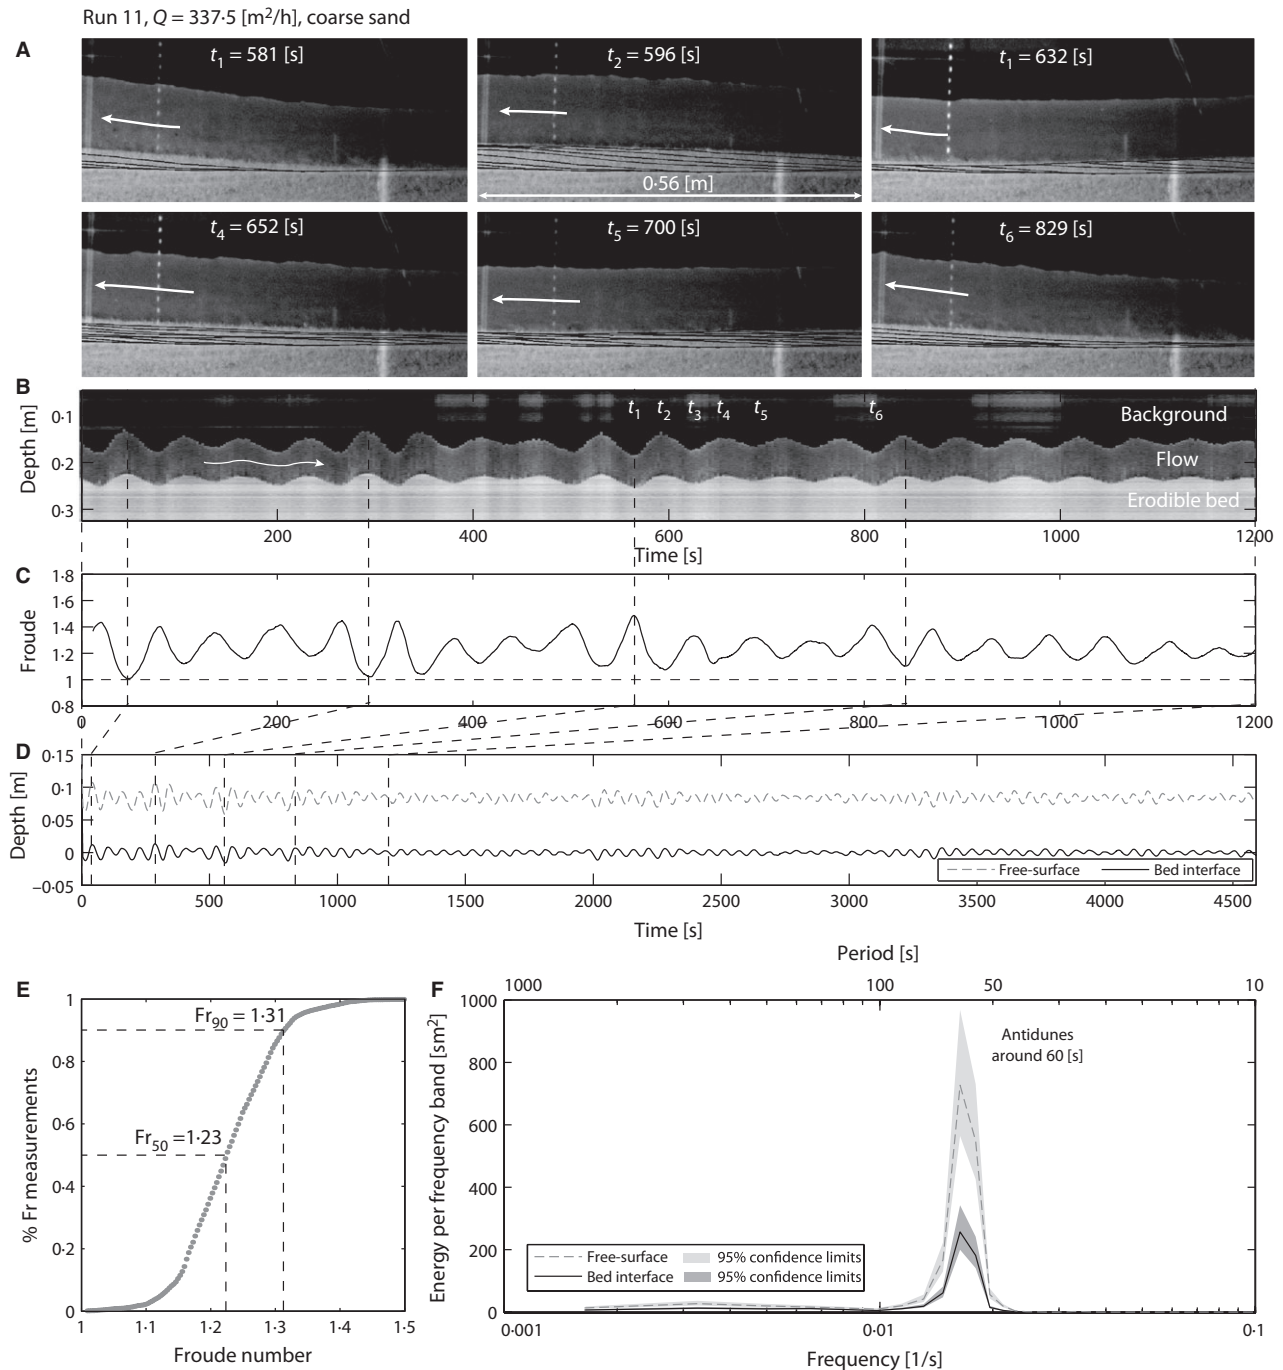 Run 11, Q = 337·5 [m²/h], coarse sand
A
t₁ = 581 [s]
t₂ = 596 [s]
t₁ = 632 [s]
0·56 [m]
t₄ = 652 [s]
t₅ = 700 [s]
t₆ = 829 [s]
B
Depth [m]
0·1
0·2
0·3
t₁ t₂ t₃ t₄ t₅ t₆
Background
Flow
Erodible bed
200 400 600 800 1000 1200
Time [s]
C
Froude
1·8
1·6
1·4
1·2
1
0·8
0 200 400 600 800 1000 1200
D
Depth [m]
0·15
0·1
0·05
0
−0·05
Free-surface Bed interface
0 500 1000 1500 2000 2500 3000 3500 4000 4500
Time [s]
E
% Fr measurements
1
0·8
0·6
0·4
0·2
0
Fr₉₀ = 1·31
Fr₅₀ =1·23
1 1·1 1·2 1·3 1·4 1·5
Froude number
Period [s]
F
1000 100 50 10
Energy per frequency band [sm²]
1000
800
600
400
200
0
Antidunes
around 60 [s]
Free-surface 95% confidence limits
Bed interface 95% confidence limits
0·001 0·01 0·1
Frequency [1/s]